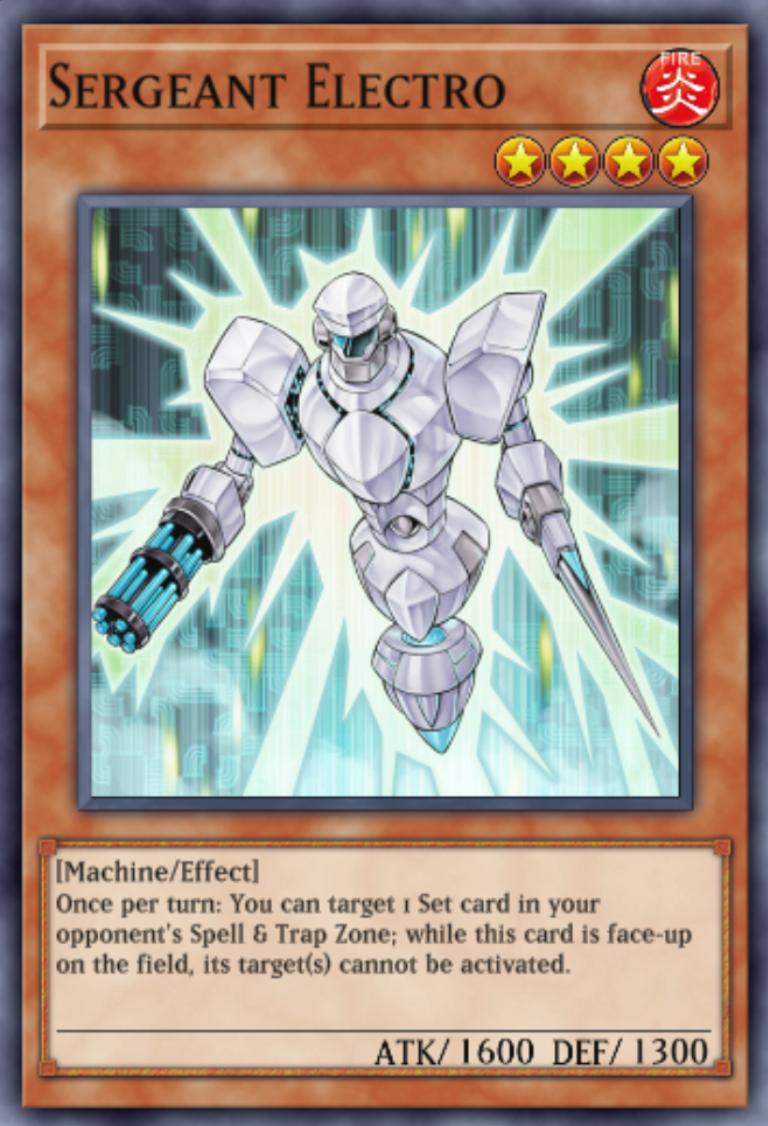 Sergeant Electro
FIRE
炎
[Machine/Effect]
Once per turn: You can target 1 Set card in your
opponent's Spell & Trap Zone; while this card is face-up
on the field, its target(s) cannot be activated.
ATK/ 1600 DEF/ 1300